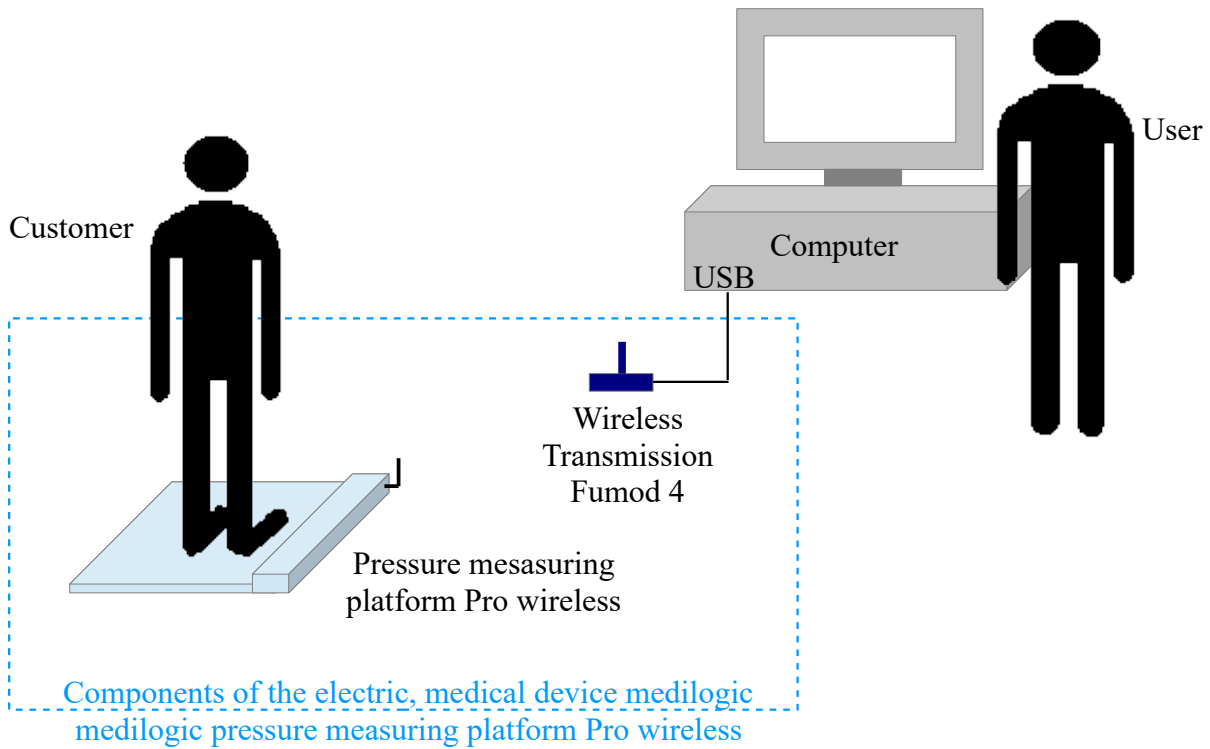 User
Customer
Computer
USB
Wireless
Transmission
Fumod 4
Pressure mesasuring
platform Pro wireless
Components of the electric, medical device medilogic
medilogic pressure measuring platform Pro wireless